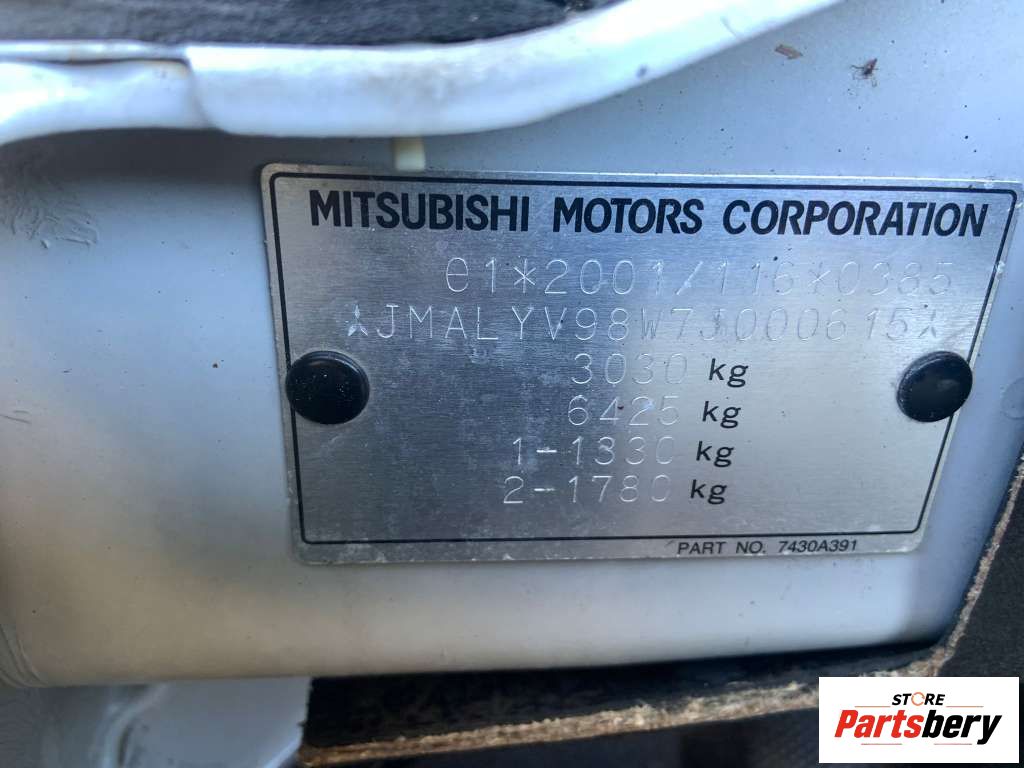 MITSUBISHI MOTORS CORPORATION
e1*2001/116*0385
JMALYV98W7J000615
3030 kg
6425 kg
1-1330 kg
2-1780 kg
PART NO. 7430A391
STORE
Partsbery